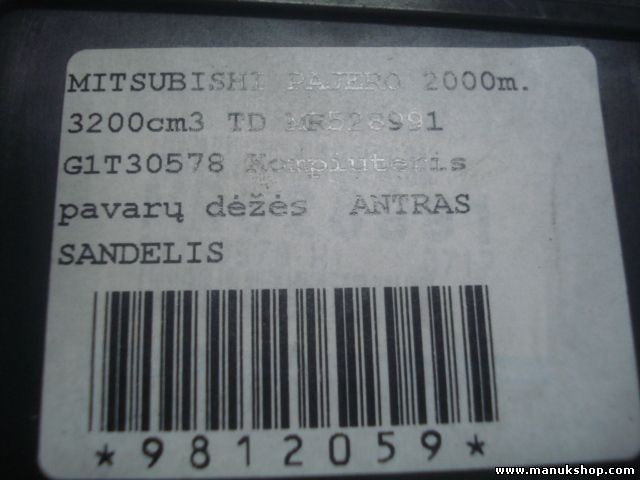 MITSUBISHI PAJERO 2000m.
3200cm3 TD MR528991
G1T30578 Kompiuteris
pavarų dėžės ANTRAS
SANDELIS
*9812059*
www.manukshop.com